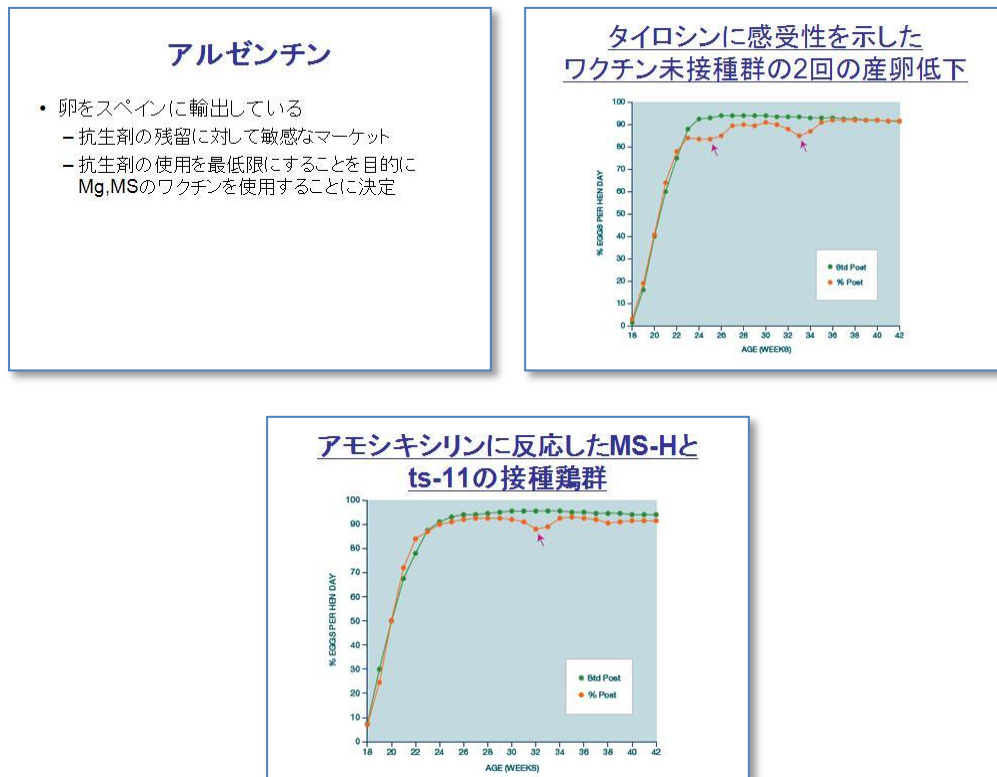 アルゼンチン
• 卵をスペインに輸出している
– 抗生剤の残留に対して敏感なマーケット
– 抗生剤の使用を最低限にすることを目的に
Mg,MSのワクチンを使用することに決定
タイロシンに感受性を示した
ワクチン未接種群の2回の産卵低下
100
90
80
70
60
50
40
30
20
10
0
% EGGS PER HEN DAY
18 20 22 24 26 28 30 32 34 36 38 40 42
AGE (WEEKS)
Std Post
% Post
アモシキシリンに反応したMS-Hと
ts-11の接種鶏群
100
90
80
70
60
50
40
30
20
10
0
% EGGS PER HEN DAY
18 20 22 24 26 28 30 32 34 36 38 40 42
AGE (WEEKS)
Std Post
% Post